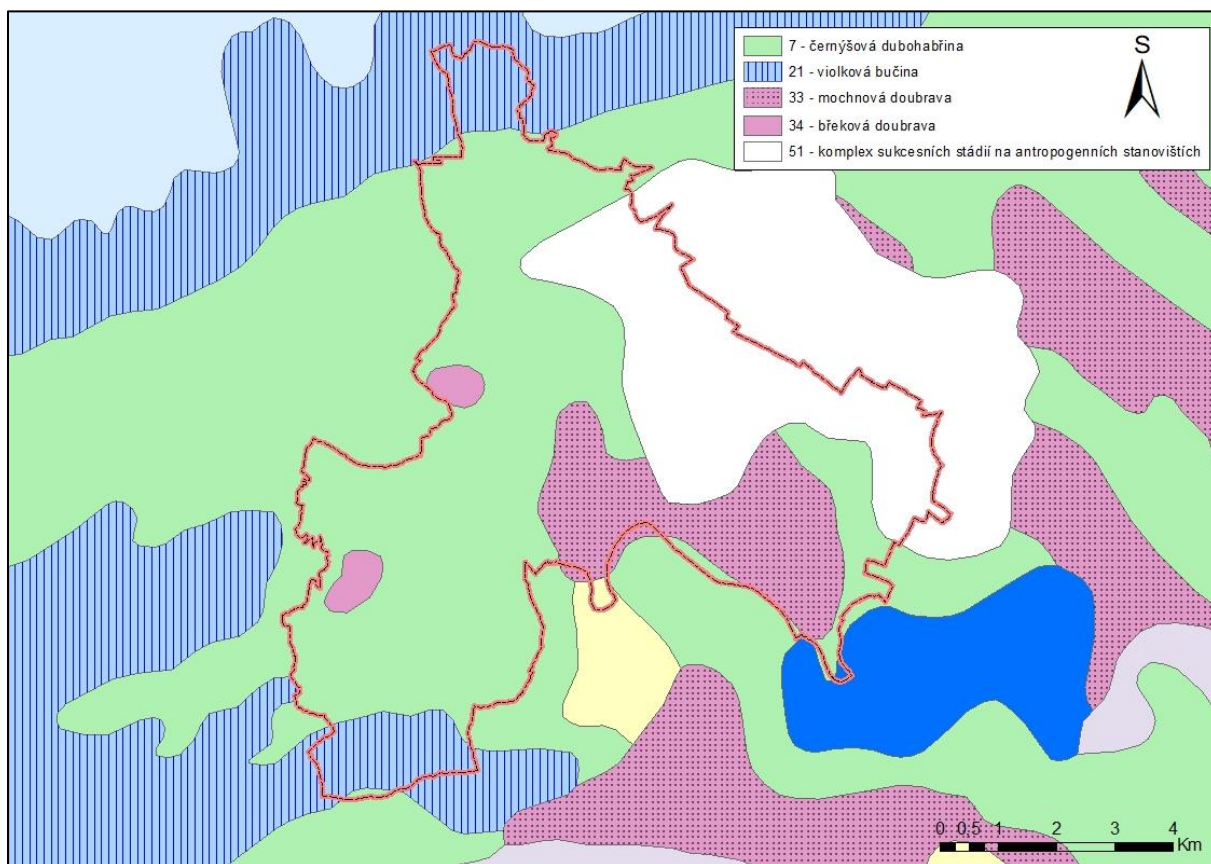 7 - černýšová dubohabřina
21 - violková bučina
33 - mochnová doubrava
34 - břeková doubrava
51 - komplex sukcesních stádií na antropogenních stanovištích
S
0 0,5 1 2 3 4
Km